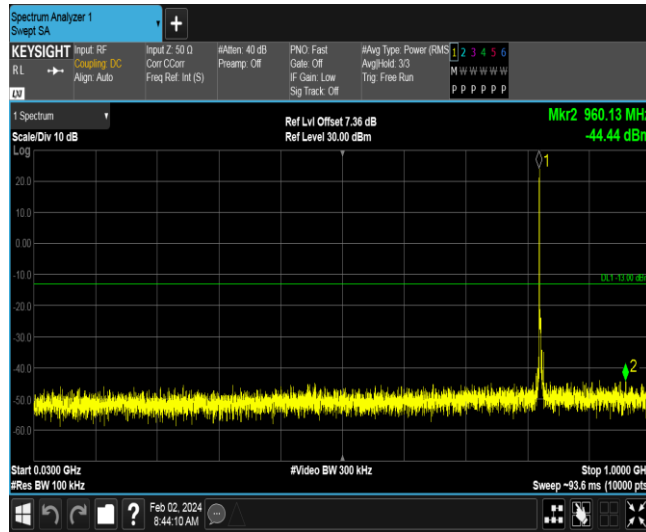 Spectrum Analyzer 1
Swept SA
+
KEYSIGHT
RL
LXI
Input: RF
Coupling: DC
Align: Auto
Input Z: 50 Ω
Corr CCorr
Freq Ref: Int (S)
#Atten: 40 dB
Preamp: Off
PNO: Fast
Gate: Off
IF Gain: Low
Sig Track: Off
#Avg Type: Power (RMS
Avg|Hold: 3/3
Trig: Free Run
1 2 3 4 5 6
M W W W W W
P P P P P P
1 Spectrum
Scale/Div 10 dB
Ref Lvl Offset 7.36 dB
Ref Level 30.00 dBm
Mkr2 960.13 MHz
-44.44 dBm
Log
1
20.0
10.0
0.00
-10.0
DL1 -13.00 dBm
-20.0
-30.0
-40.0
2
-50.0
-60.0
Start 0.0300 GHz
#Video BW 300 kHz
Stop 1.0000 GH
#Res BW 100 kHz
Sweep ~93.6 ms (10000 pts
?
Feb 02, 2024
8:44:10 AM